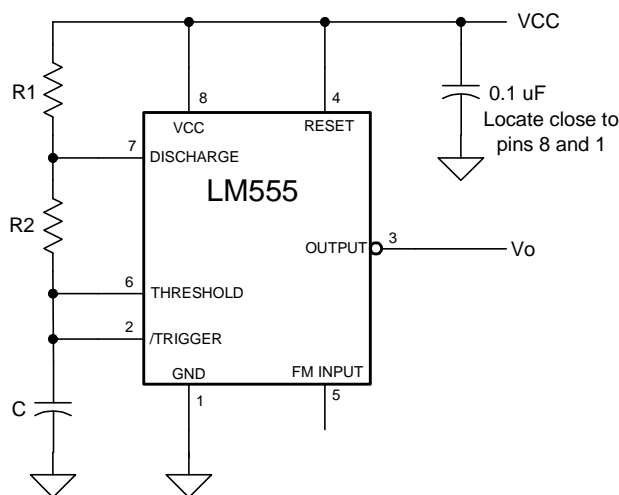 VCC
R1
8
4
0.1 uF
Locate close to
pins 8 and 1
VCC
RESET
7
DISCHARGE
LM555
R2
OUTPUT
3
Vo
6
THRESHOLD
2
/TRIGGER
GND
FM INPUT
1
5
C